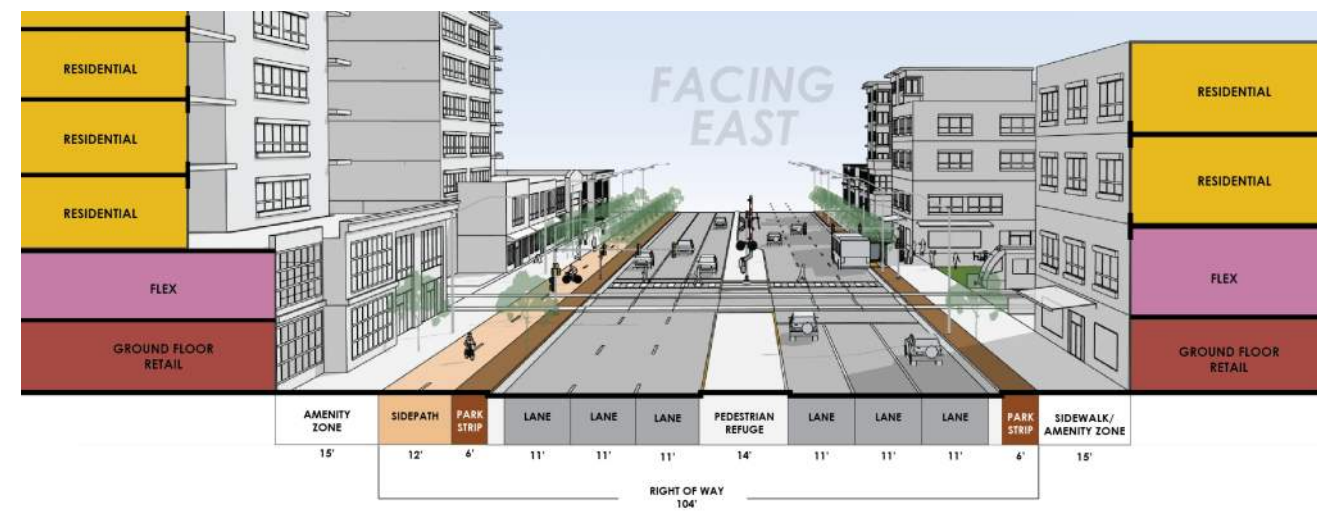 FACING
EAST
RESIDENTIAL
RESIDENTIAL
RESIDENTIAL
FLEX
GROUND FLOOR
RETAIL
RESIDENTIAL
RESIDENTIAL
FLEX
GROUND FLOOR
RETAIL
AMENITY
ZONE
SIDEPATH
PARK
STRIP
LANE
LANE
LANE
PEDESTRIAN
REFUGE
LANE
LANE
LANE
PARK
STRIP
SIDEWALK/
AMENITY ZONE
15'
12'
6'
11'
11'
11'
14'
11'
11'
11'
6'
15'
RIGHT OF WAY
104'